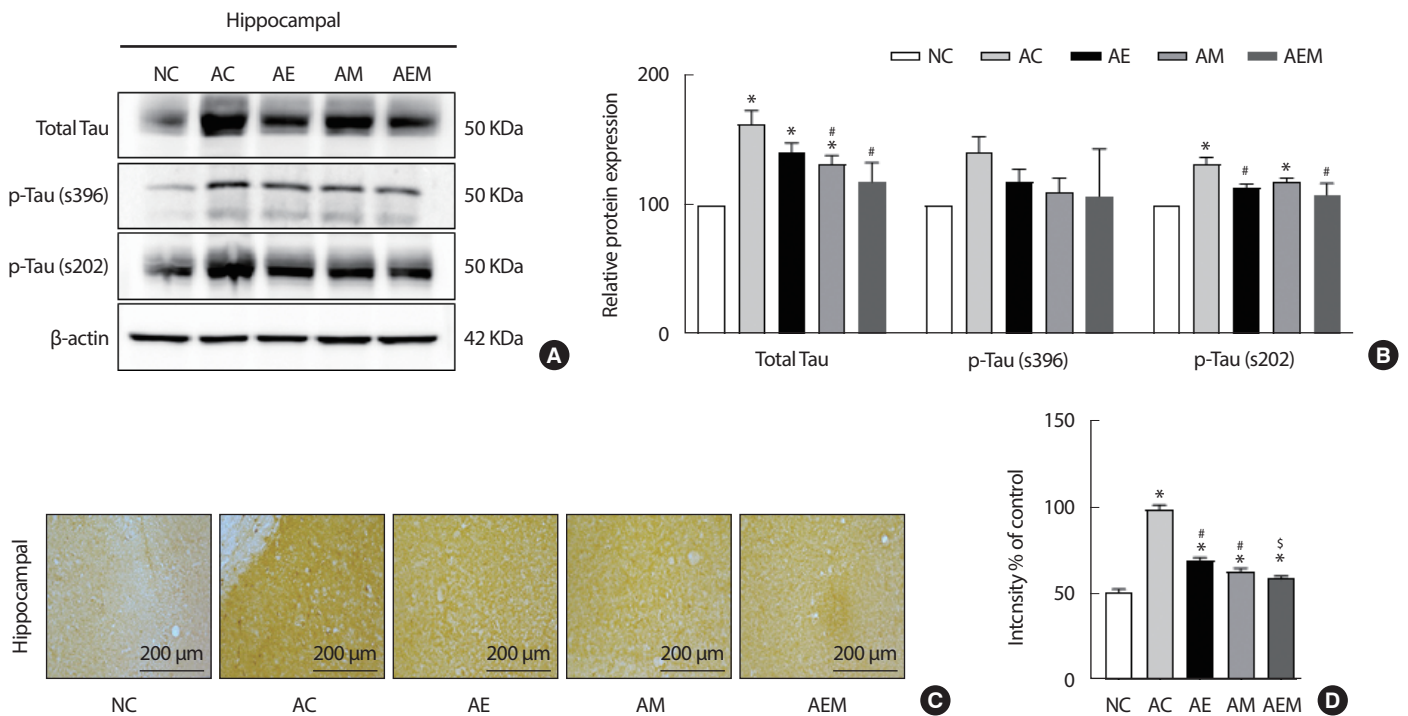 Hippocampal
NC AC AE AM AEM
Total Tau 50 KDa
p-Tau (s396) 50 KDa
p-Tau (s202) 50 KDa
β-actin 42 KDa
A
NC AC AE AM AEM
Relative protein expression
200
100
0
* * # * #
* # * #
Total Tau p-Tau (s396) p-Tau (s202)
B
Hippocampal
200 µm 200 µm 200 µm 200 µm 200 µm
NC AC AE AM AEM
C
Intcnsity % of control
150
100
50
0
* # * # * $ *
NC AC AE AM AEM
D